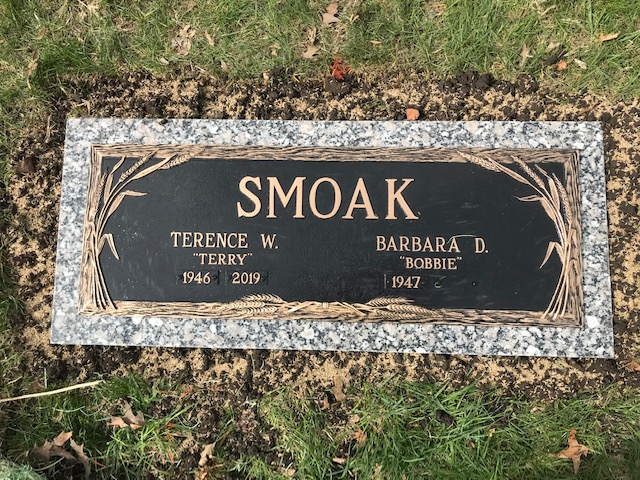 SMOAK
TERENCE W. BARBARA D.
"TERRY" "BOBBIE"
1946 2019 1947